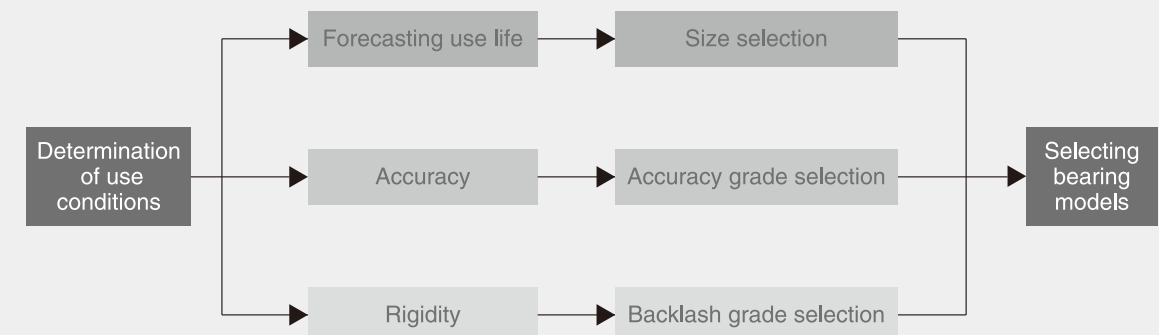 Forecasting use life
Size selection
Determination
of use
conditions
Accuracy
Accuracy grade selection
Selecting
bearing
models
Rigidity
Backlash grade selection